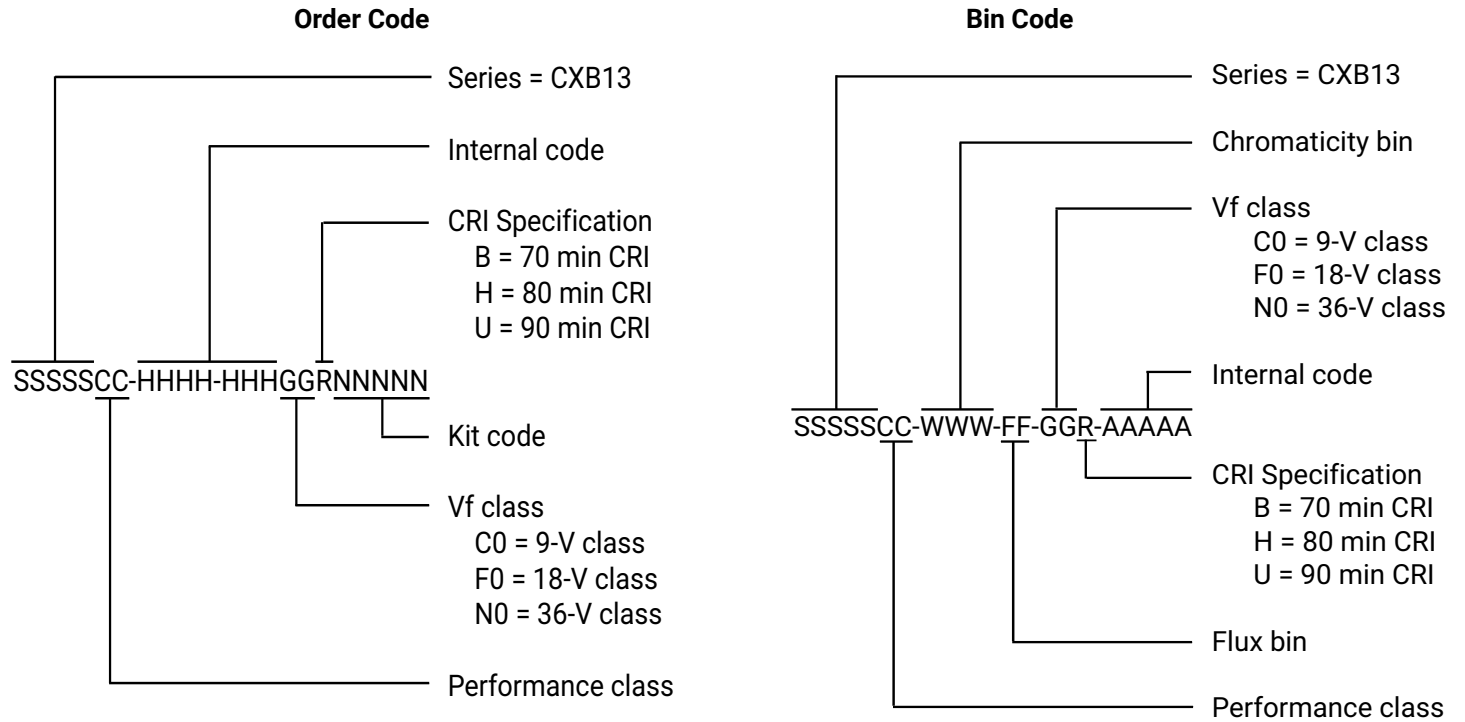 Order Code
Series = CXB13
Internal code
CRI Specification
B = 70 min CRI
H = 80 min CRI
U = 90 min CRI
SSSSSCC-HHHH-HHHGGRNNNNN
Kit code
Vf class
C0 = 9-V class
F0 = 18-V class
N0 = 36-V class
Performance class
Bin Code
Series = CXB13
Chromaticity bin
Vf class
C0 = 9-V class
F0 = 18-V class
N0 = 36-V class
Internal code
SSSSSCC-WWW-FF-GGR-AAAAA
CRI Specification
B = 70 min CRI
H = 80 min CRI
U = 90 min CRI
Flux bin
Performance class